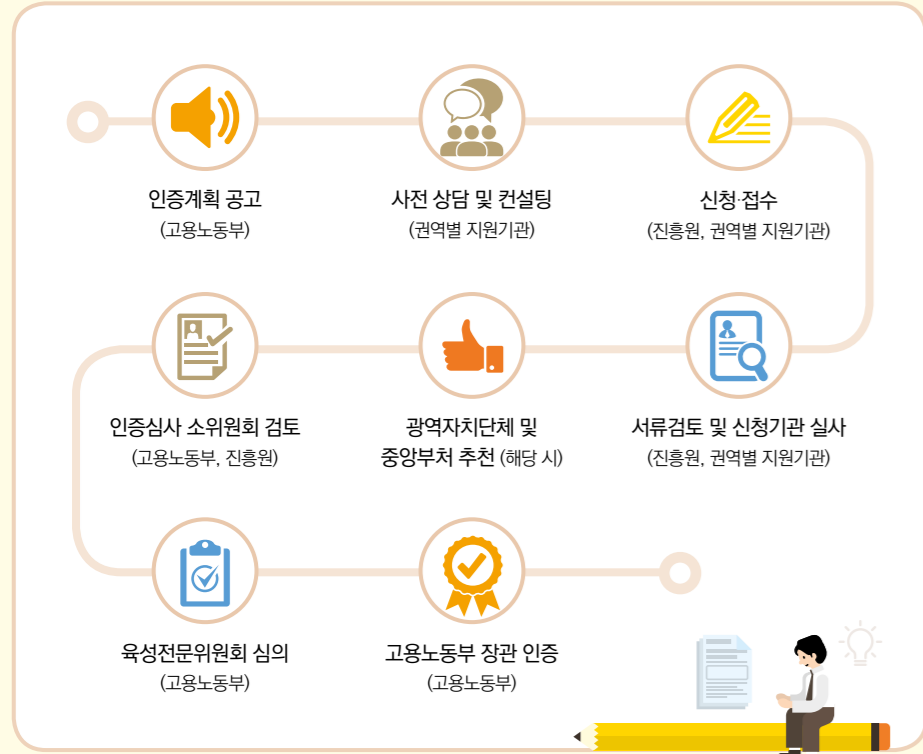 인증계획 공고
(고용노동부)
사전 상담 및 컨설팅
(권역별 지원기관)
신청·접수
(진흥원, 권역별 지원기관)
서류검토 및 신청기관 실사
(진흥원, 권역별 지원기관)
광역자치단체 및
중앙부처 추천 (해당 시)
인증심사 소위원회 검토
(고용노동부, 진흥원)
육성전문위원회 심의
(고용노동부)
고용노동부 장관 인증
(고용노동부)